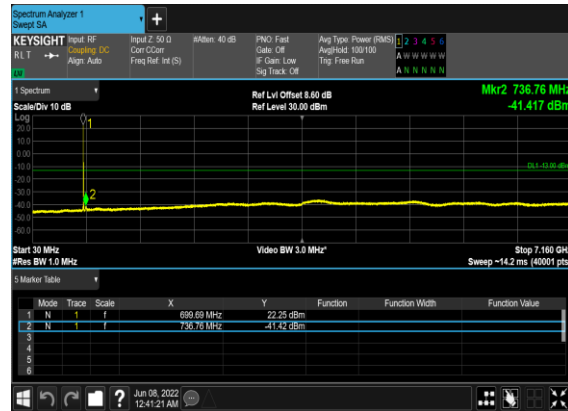 Spectrum Analyzer 1
Swept SA
+
KEYSIGHT Input: RF Input Z: 50 Ω #Atten: 40 dB PNO: Fast Avg Type: Power (RMS) 1 2 3 4 5 6
RLT Coupling: DC Corr CCorr Gate: Off Avg|Hold: 100/100 A W W W W W
Align: Auto Freq Ref: Int (S) IF Gain: Low Trig: Free Run
Sig Track: Off A N N N N N
1 Spectrum Ref Lvl Offset 8.60 dB Mkr2 736.76 MHz
Scale/Div 10 dB Ref Level 30.00 dBm -41.417 dBm
Log
1
20.0
10.0
0.00
-10.0 DL1 -13.00 dBm
-20.0
-30.0
2
-40.0
-50.0
-60.0
Start 30 MHz Video BW 3.0 MHz* Stop 7.160 GHz
#Res BW 1.0 MHz Sweep ~14.2 ms (40001 pts)
5 Marker Table
Mode Trace Scale X Y Function Function Width Function Value
1 N 1 f 699.69 MHz 22.25 dBm
2 N 1 f 736.76 MHz -41.42 dBm
3
4
5
6
? Jun 08, 2022
12:41:21 AM